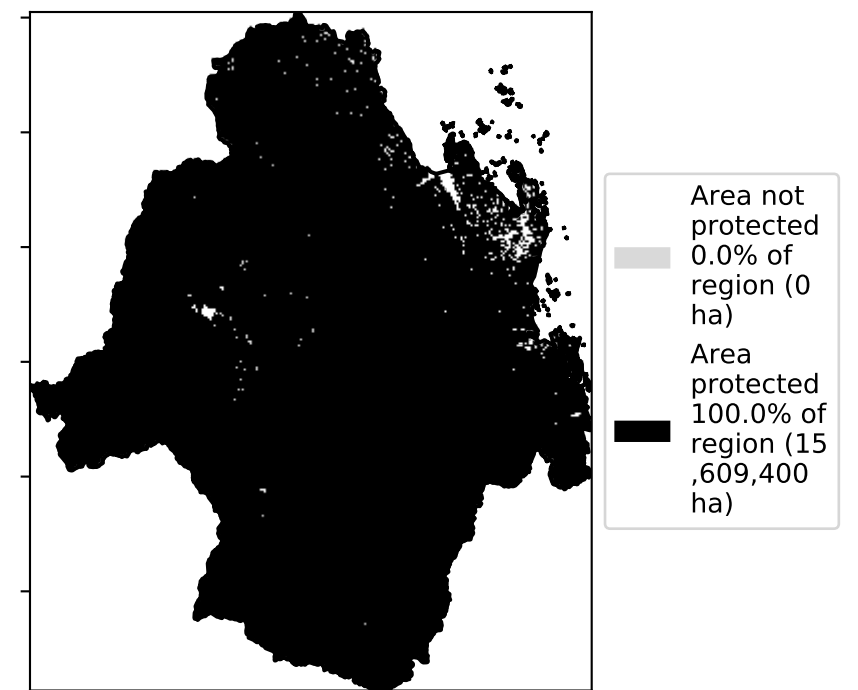 Area not
protected
0.0% of
region (0
ha)
Area
protected
100.0% of
region (15
,609,400
ha)